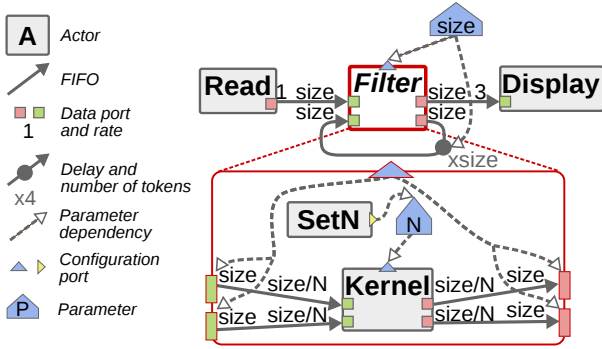 A
Actor
FIFO
1
Data port
and rate
x4
Delay and
number of tokens
Parameter
dependency
Configuration
port
P
Parameter
size
Read
1 size
size
Filter
size 3
size
Display
xsize
SetN
N
size
size/N
Kernel
size/N
size
size
size/N
size/N
size